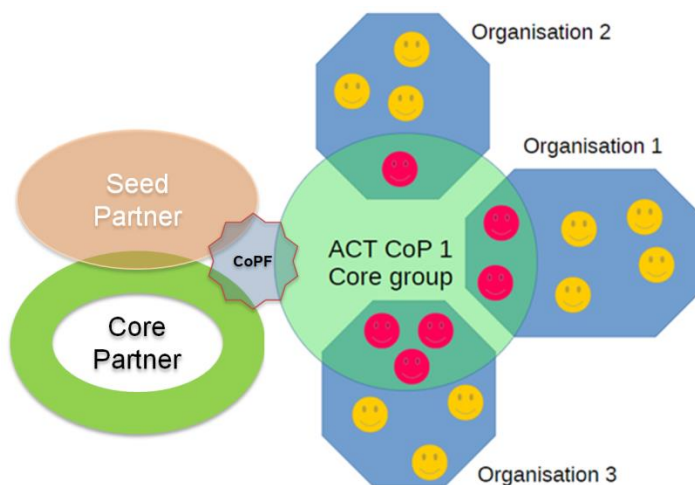 Organisation 2
Organisation 1
Seed
Partner
CoPF
ACT CoP 1
Core group
Core
Partner
Organisation 3